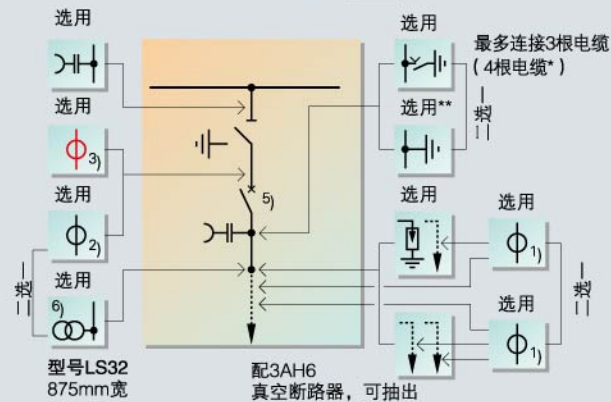 选用
选用
3)
选用
2)
二选一
选用
6)
型号LS32
875mm宽
5)
配3AH6
真空断路器，可抽出
选用
最多连接3根电缆
( 4根电缆* )
选用**
二选一
选用
选用
1)
二选一
选用
1)